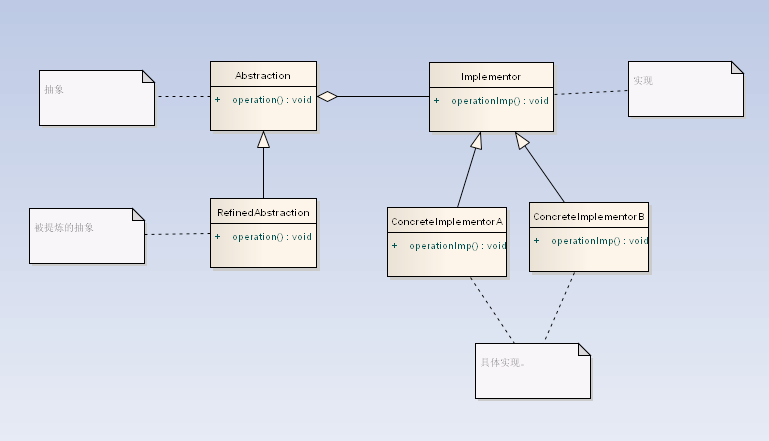 抽象
Abstraction
+ operation() : void
Implementor
+ operationImp() : void
实现
被提炼的抽象
RefinedAbstraction
+ operation() : void
ConcreteImplementorA
+ operationImp() : void
ConcreteImplementorB
+ operationImp() : void
具体实现。